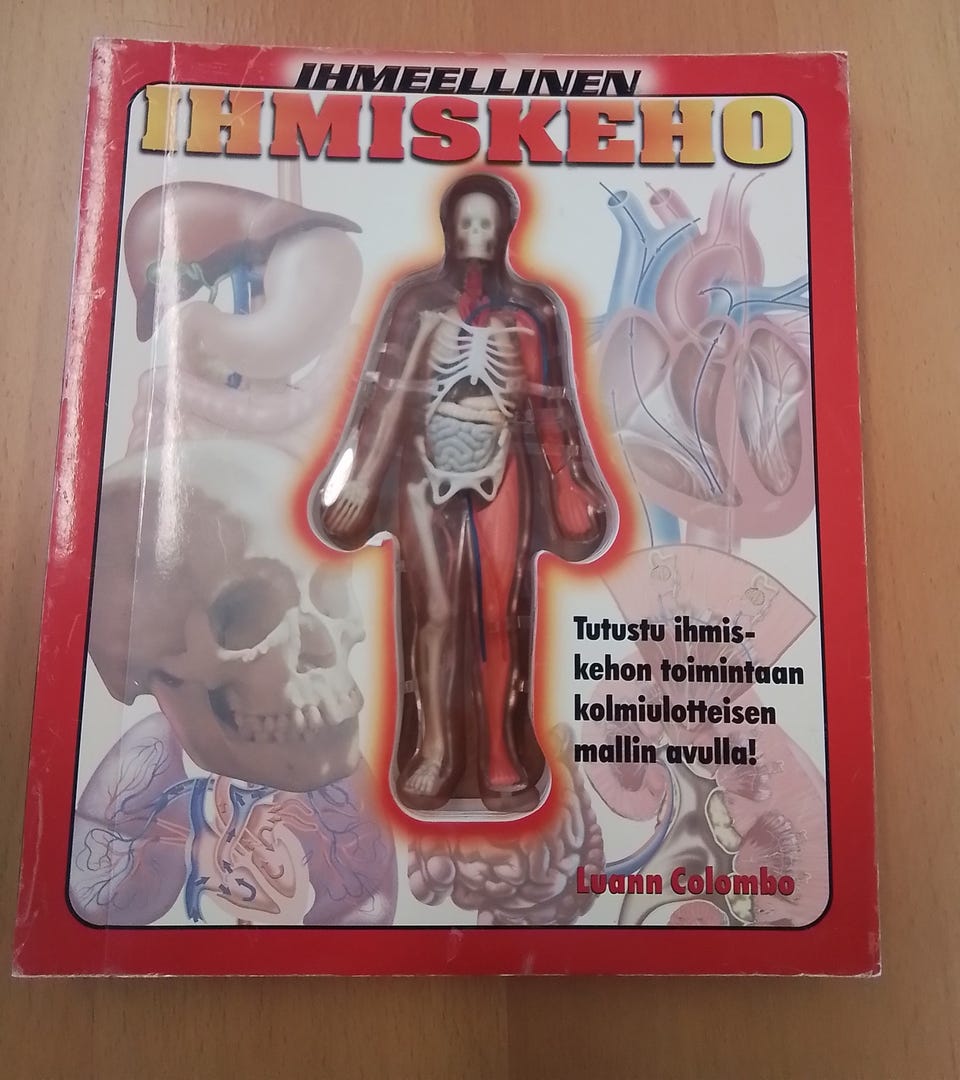 IHMEELLINEN
IHMISKEHO
Tutustu ihmis-
kehon toimintaan
kolmiulotteisen
mallin avulla!
Luann Colombo